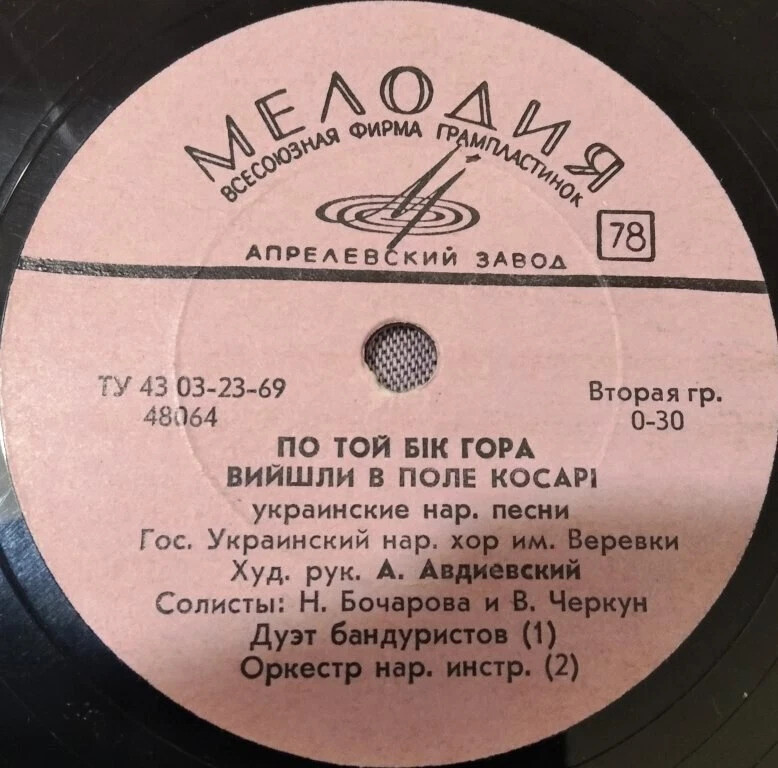 МЕЛОДИЯ
ВСЕСОЮЗНАЯ ФИРМА ГРАМПЛАСТИНОК
АПРЕЛЕВСКИЙ ЗАВОД
78
ТУ 43 03-23-69
48064
Вторая гр.
0-30
ПО ТОЙ БІК ГОРА
ВИЙШЛИ В ПОЛЕ КОСАРІ
украинские нар. песни
Гос. Украинский нар. хор им. Веревки
Худ. рук. А. Авдиевский
Солисты: Н. Бочарова и В. Черкун
Дуэт бандуристов (1)
Оркестр нар. инстр. (2)